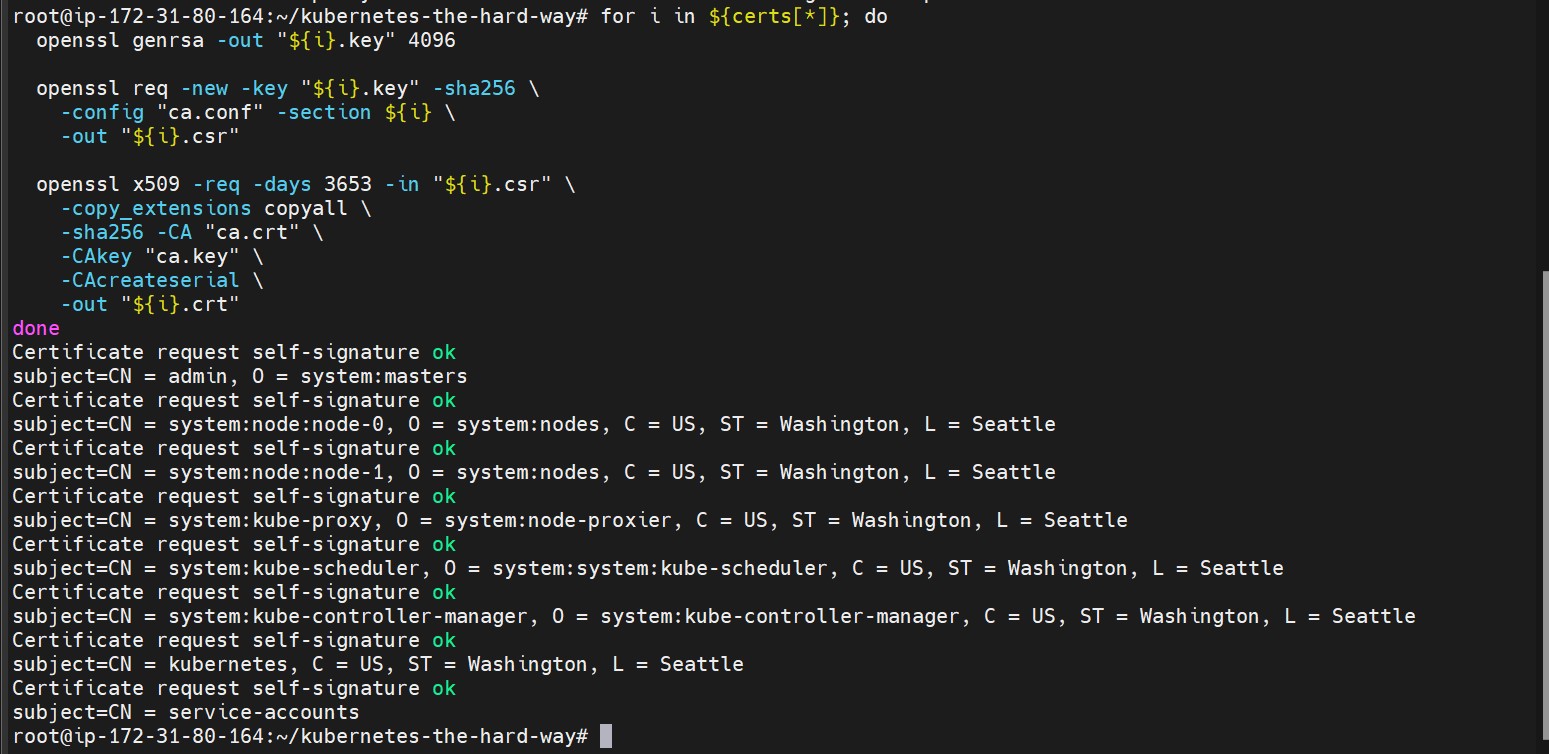 root@ip-172-31-80-164:~/kubernetes-the-hard-way# for i in ${certs[*]}; do
  openssl genrsa -out "${i}.key" 4096

  openssl req -new -key "${i}.key" -sha256 \
    -config "ca.conf" -section ${i} \
    -out "${i}.csr"

  openssl x509 -req -days 3653 -in "${i}.csr" \
    -copy_extensions copyall \
    -sha256 -CA "ca.crt" \
    -CAkey "ca.key" \
    -CAcreateserial \
    -out "${i}.crt"
done
Certificate request self-signature ok
subject=CN = admin, O = system:masters
Certificate request self-signature ok
subject=CN = system:node:node-0, O = system:nodes, C = US, ST = Washington, L = Seattle
Certificate request self-signature ok
subject=CN = system:node:node-1, O = system:nodes, C = US, ST = Washington, L = Seattle
Certificate request self-signature ok
subject=CN = system:kube-proxy, O = system:node-proxier, C = US, ST = Washington, L = Seattle
Certificate request self-signature ok
subject=CN = system:kube-scheduler, O = system:system:kube-scheduler, C = US, ST = Washington, L = Seattle
Certificate request self-signature ok
subject=CN = system:kube-controller-manager, O = system:kube-controller-manager, C = US, ST = Washington, L = Seattle
Certificate request self-signature ok
subject=CN = kubernetes, C = US, ST = Washington, L = Seattle
Certificate request self-signature ok
subject=CN = service-accounts
root@ip-172-31-80-164:~/kubernetes-the-hard-way#